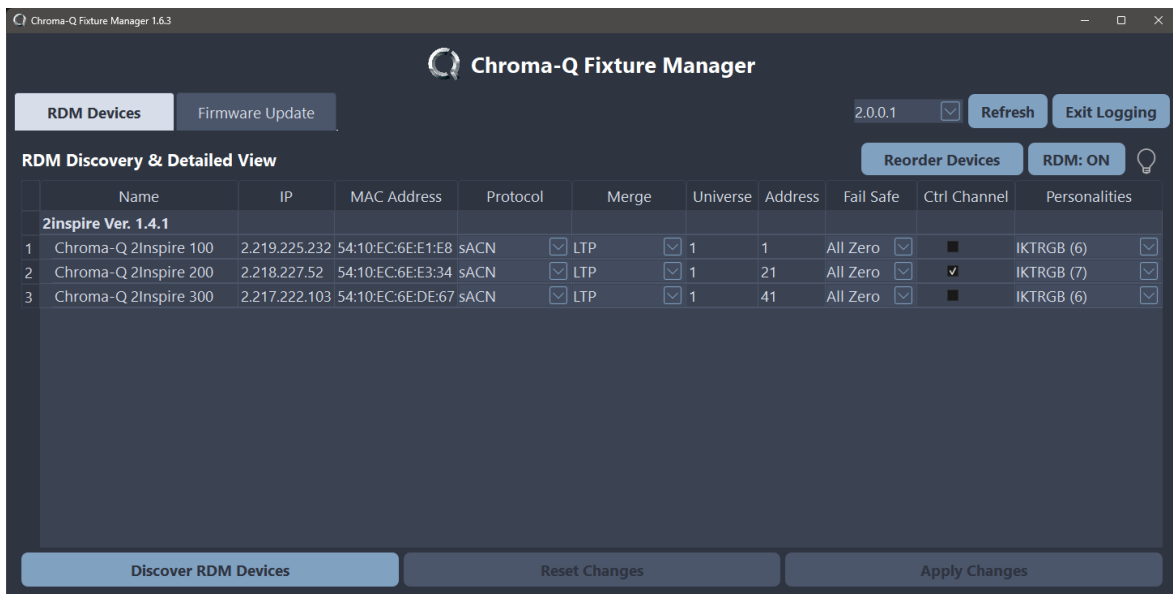 Chroma-Q Fixture Manager 1.6.3
Chroma-Q Fixture Manager
RDM Devices Firmware Update 2.0.0.1 Refresh Exit Logging
RDM Discovery & Detailed View Reorder Devices RDM: ON
Name IP MAC Address Protocol Merge Universe Address Fail Safe Ctrl Channel Personalities
2inspire Ver. 1.4.1
1 Chroma-Q 2Inspire 100 2.219.225.232 54:10:EC:6E:E1:E8 sACN LTP 1 1 All Zero IKTRGB (6)
2 Chroma-Q 2Inspire 200 2.218.227.52 54:10:EC:6E:E3:34 sACN LTP 1 21 All Zero IKTRGB (7)
3 Chroma-Q 2Inspire 300 2.217.222.103 54:10:EC:6E:DE:67 sACN LTP 1 41 All Zero IKTRGB (6)
Discover RDM Devices Reset Changes Apply Changes